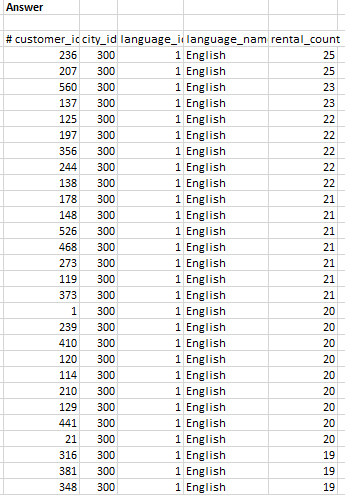 Answer
# customer_id city_id language_id language_nam rental_count
236 300 1 English 25
207 300 1 English 25
560 300 1 English 23
137 300 1 English 23
125 300 1 English 22
197 300 1 English 22
356 300 1 English 22
244 300 1 English 22
138 300 1 English 22
178 300 1 English 21
148 300 1 English 21
526 300 1 English 21
468 300 1 English 21
273 300 1 English 21
119 300 1 English 21
373 300 1 English 21
1 300 1 English 20
239 300 1 English 20
410 300 1 English 20
120 300 1 English 20
114 300 1 English 20
210 300 1 English 20
129 300 1 English 20
441 300 1 English 20
21 300 1 English 20
316 300 1 English 19
381 300 1 English 19
348 300 1 English 19